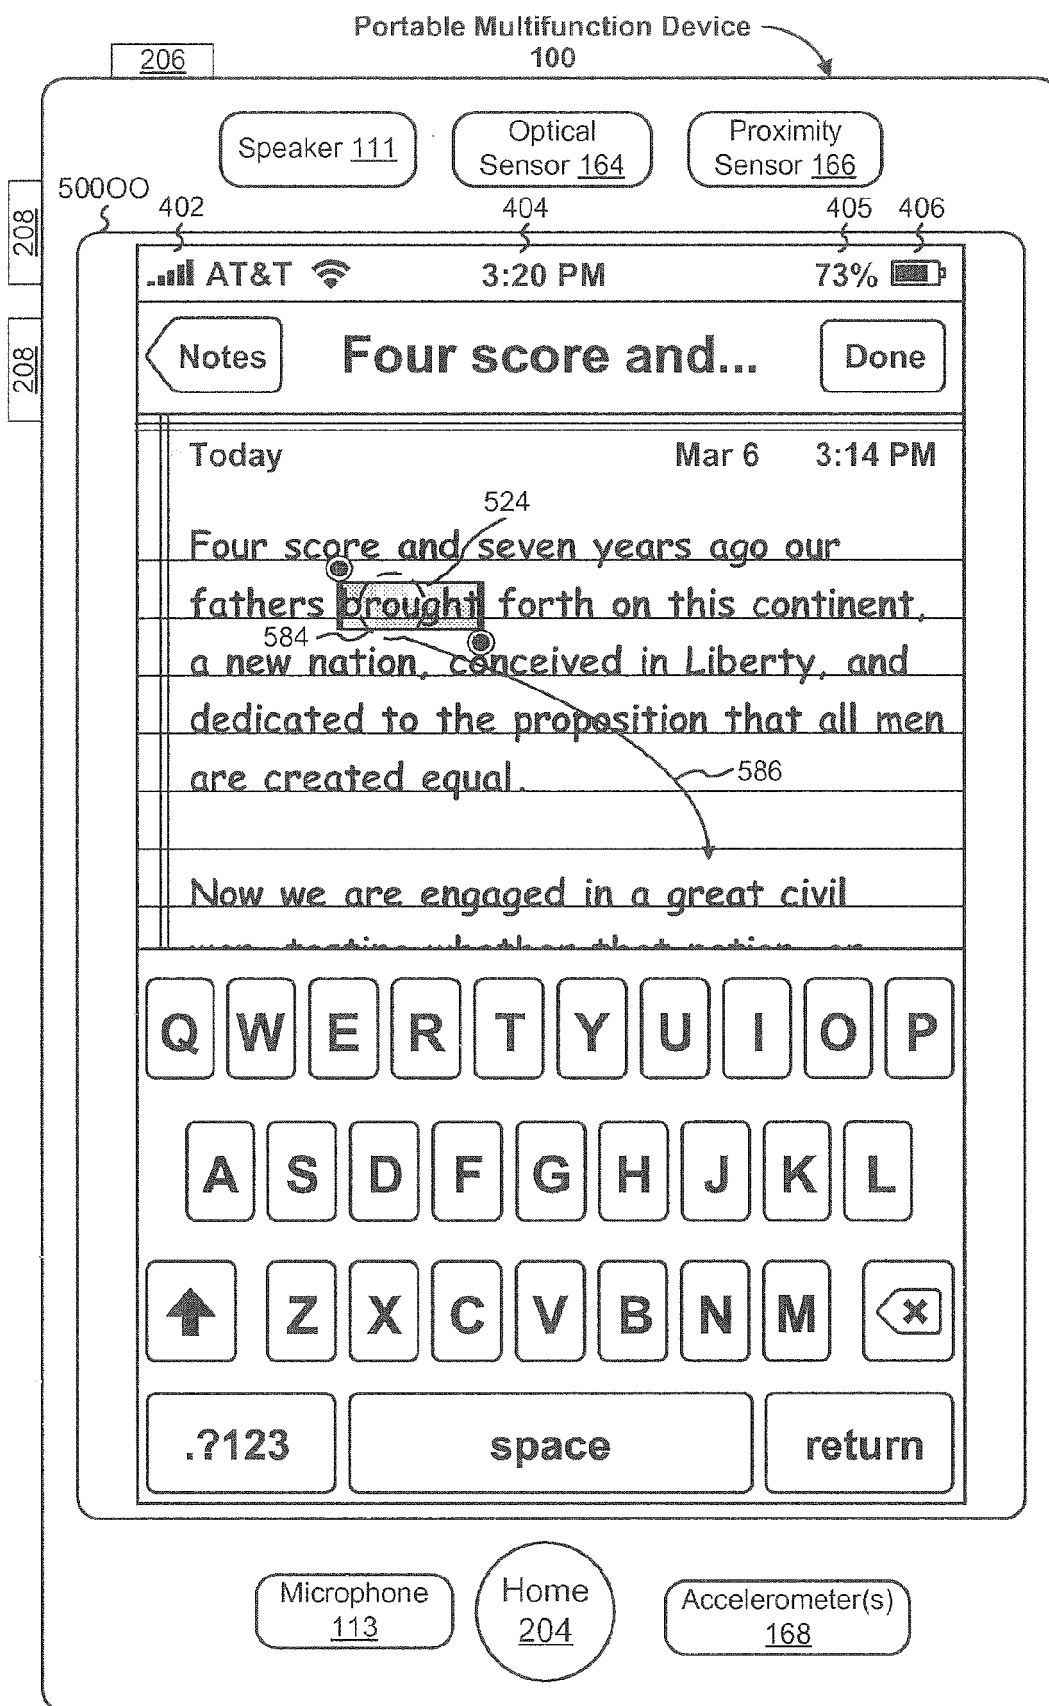 Portable Multifunction Device
100
206
Speaker 111
Optical
Sensor 164
Proximity
Sensor 166
208
208
500OO
402
404
405
406
AT&T
3:20 PM
73%
Notes
Four score and...
Done
Today
Mar 6
3:14 PM
524
Four score and seven years ago our
fathers brought forth on this continent,
584
a new nation, conceived in Liberty, and
dedicated to the proposition that all men
586
are created equal.
Now we are engaged in a great civil
Q W E R T Y U I O P
A S D F G H J K L
Z X C V B N M
.?123
space
return
Microphone
113
Home
204
Accelerometer(s)
168